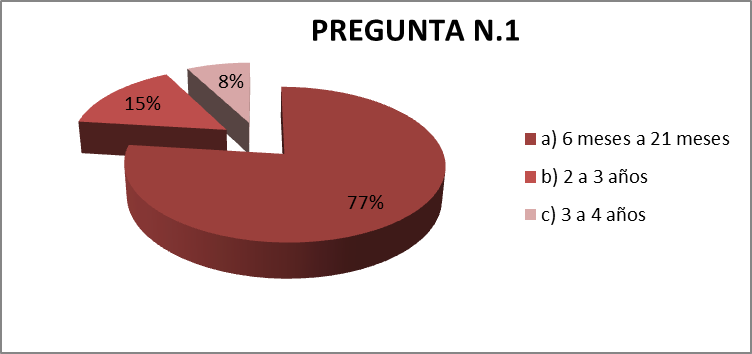 PREGUNTA N.1
8%
15%
77%
a) 6 meses a 21 meses
b) 2 a 3 años
c) 3 a 4 años